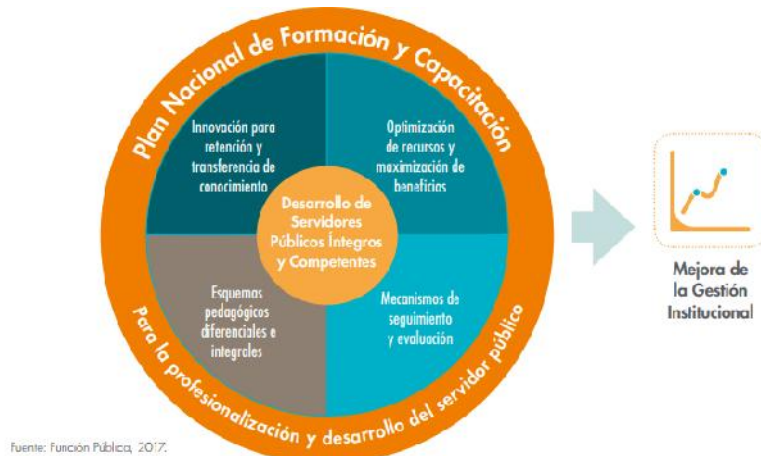 Plan Nacional de Formación y Capacitación
Innovación para
retención y
transferencia de
conocimiento
Optimización
de recursos y
maximización de
beneficios
Desarrollo de
Servidores
Públicos Íntegros
y Competentes
Esquemas
pedagógicos
diferenciales e
integrales
Mecanismos de
seguimiento
y evaluación
Para la profesionalización y desarrollo del servidor público
Mejora de
la Gestión
Institucional
Fuente: Función Pública, 2017.